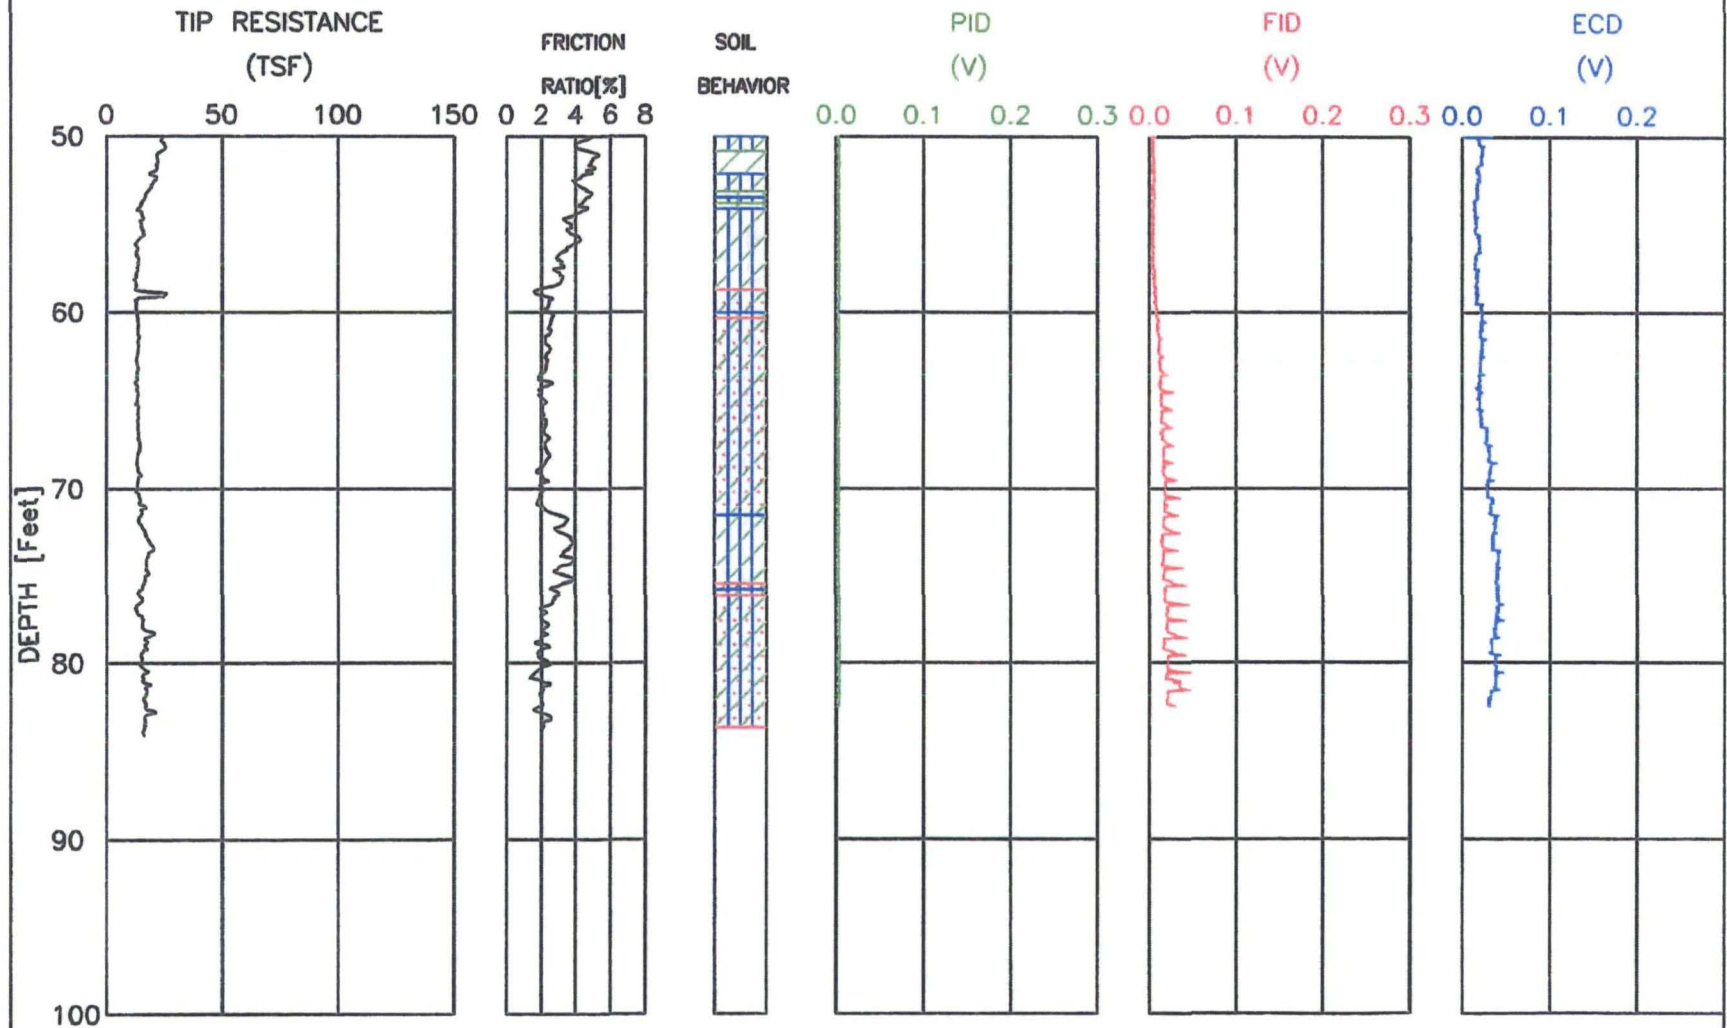 TIP RESISTANCE
(TSF)
0 50 100 150
FRICTION
RATIO[%]
0 2 4 6 8
SOIL
BEHAVIOR
PID
(V)
0.0 0.1 0.2 0.3
FID
(V)
0.0 0.1 0.2 0.3
ECD
(V)
0.0 0.1 0.2
DEPTH [Feet]
50
60
70
80
90
100